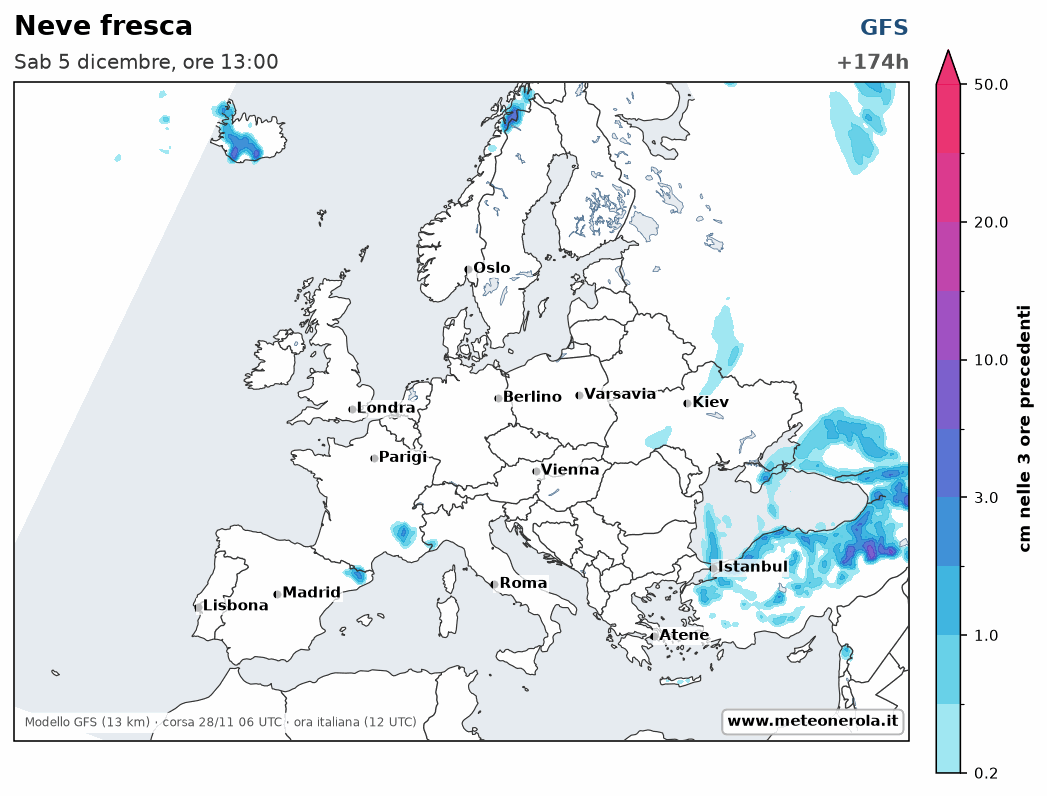 Neve fresca
GFS
Sab 5 dicembre, ore 13:00
+174h
50.0
20.0
10.0
3.0
1.0
0.2
cm nelle 3 ore precedenti
Oslo
Londra
Berlino
Varsavia
Kiev
Parigi
Vienna
Istanbul
Roma
Madrid
Lisbona
Atene
Modello GFS (13 km) · corsa 28/11 06 UTC · ora italiana (12 UTC)
www.meteonerola.it